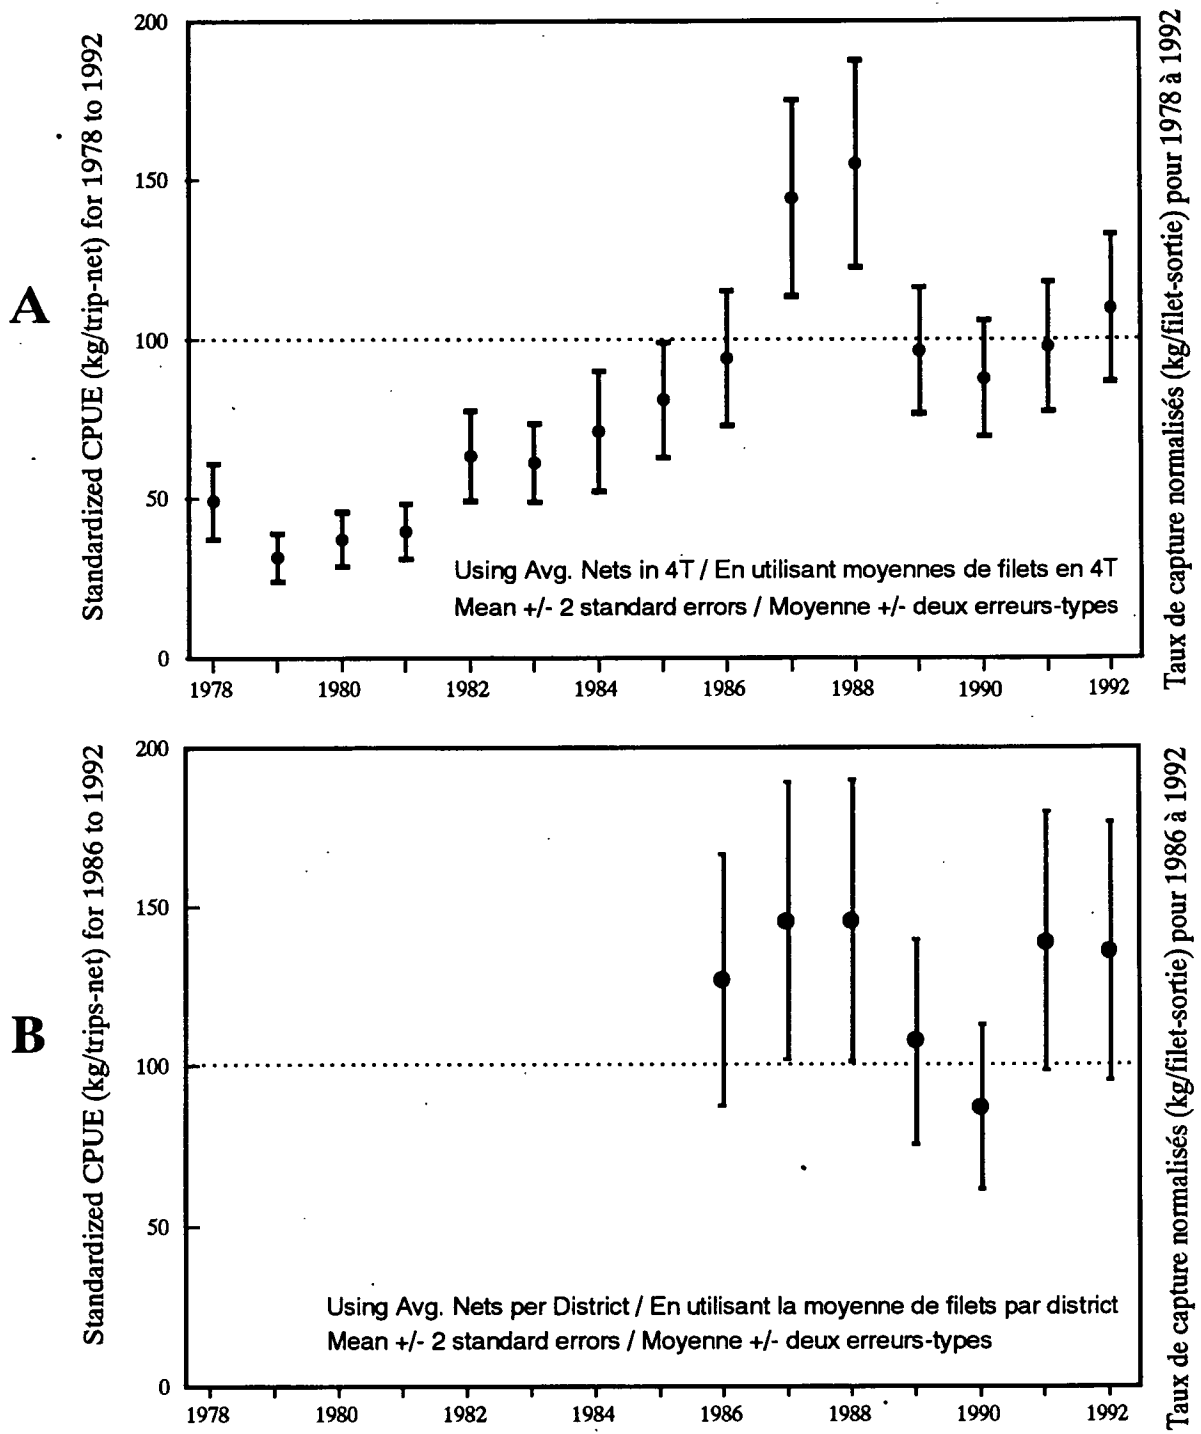 A
Standardized CPUE (kg/trip-net) for 1978 to 1992
200
150
100
50
0
Using Avg. Nets in 4T / En utilisant moyennes de filets en 4T
Mean +/- 2 standard errors / Moyenne +/- deux erreurs-types
1978 1980 1982 1984 1986 1988 1990 1992
Taux de capture normalisés (kg/filet-sortie) pour 1978 à 1992
B
Standardized CPUE (kg/trips-net) for 1986 to 1992
200
150
100
50
0
Using Avg. Nets per District / En utilisant la moyenne de filets par district
Mean +/- 2 standard errors / Moyenne +/- deux erreurs-types
1978 1980 1982 1984 1986 1988 1990 1992
Taux de capture normalisés (kg/filet-sortie) pour 1986 à 1992